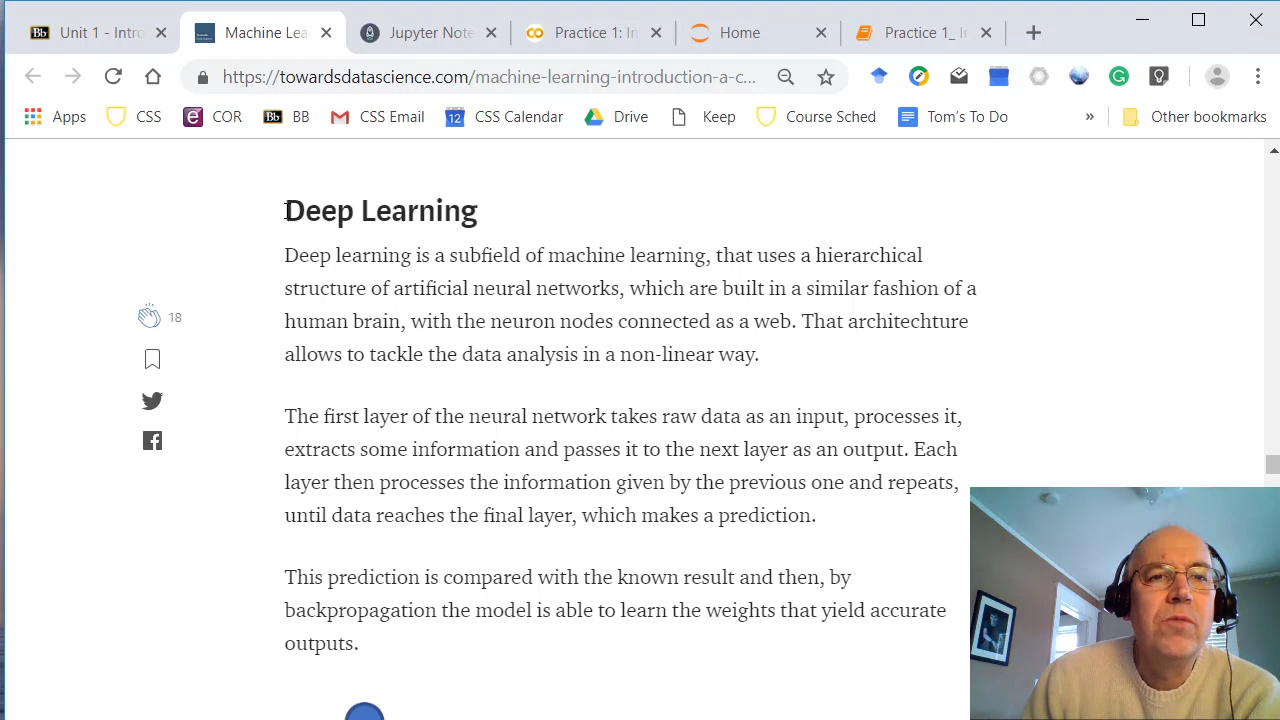 Bb Unit 1 - Intro
Machine Lea
Jupyter Note
Practice 1: In
Home
Practice 1_ In
https://towardsdatascience.com/machine-learning-introduction-a-c...
Apps
CSS
COR
Bb BB
CSS Email
12 CSS Calendar
Drive
Keep
Course Sched
Tom's To Do
»
Other bookmarks
Deep Learning
Deep learning is a subfield of machine learning, that uses a hierarchical
structure of artificial neural networks, which are built in a similar fashion of a
human brain, with the neuron nodes connected as a web. That architechture
allows to tackle the data analysis in a non-linear way.
18
The first layer of the neural network takes raw data as an input, processes it,
extracts some information and passes it to the next layer as an output. Each
layer then processes the information given by the previous one and repeats,
until data reaches the final layer, which makes a prediction.
This prediction is compared with the known result and then, by
backpropagation the model is able to learn the weights that yield accurate
outputs.